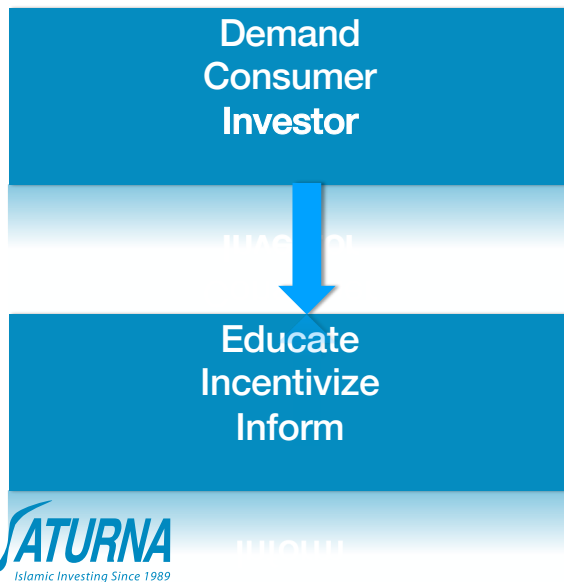 Demand
Consumer
Investor
Educate
Incentivize
Inform
SATURNA
Islamic Investing Since 1989